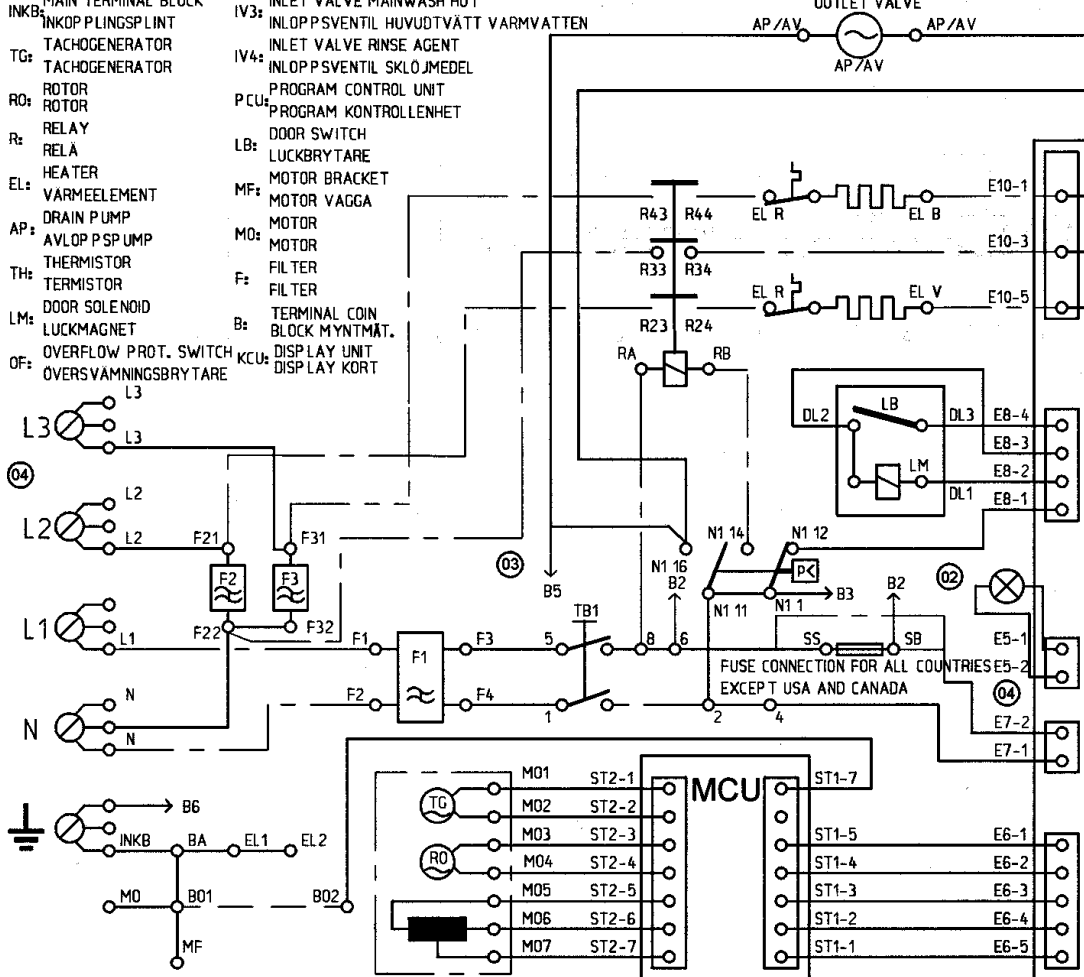 INKB: MAIN TERMINAL BLOCK
INKOPPLINGSPLINT
TG: TACHOGENERATOR
TACHOGENERATOR
RO: ROTOR
ROTOR
R: RELAY
RELÄ
EL: HEATER
VARMEELEMENT
AP: DRAIN PUMP
AVLOPPSPUMP
TH: THERMISTOR
TERMISTOR
LM: DOOR SOLENOID
LUCKMAGNET
OF: OVERFLOW PROT. SWITCH
ÖVERSVÄMNINGSBRYTARE
IV3: INLET VALVE MAINWASH HOT
INLOPPSVENTIL HUVUDTVÄTT VARMVATTEN
IV4: INLET VALVE RINSE AGENT
INLOPPSVENTIL SKLÖJMEDEL
PCU: PROGRAM CONTROL UNIT
PROGRAM KONTROLLENHET
LB: DOOR SWITCH
LUCKBRYTARE
MF: MOTOR BRACKET
MOTOR VAGGA
MO: MOTOR
MOTOR
F: FILTER
FILTER
B: TERMINAL COIN
BLOCK MYNTMÄT.
KCU: DISPLAY UNIT
DISPLAY KORT
OUTLET VALVE
AP/AV
AP/AV
AP/AV
R43 R44
EL R
EL B
E10-1
R33 R34
E10-3
EL R
EL V
E10-5
R23 R24
RA
RB
L3
L3
L3
04
DL2
LB
DL3
E8-4
E8-3
LM
E8-2
DL1
E8-1
L2
L2
L2
F21
F31
F2
F3
F22
F32
03
B5
N1 16
N1 14
N1 12
P<
B2
N1 11
N1 1
B3
B2
02
L1
L1
F1
F1
F3
TB1
5
8
6
SS
SB
E5-1
E5-2
FUSE CONNECTION FOR ALL COUNTRIES
EXCEPT USA AND CANADA
04
N
N
N
F2
F4
1
2
4
E7-2
E7-1
B6
INKB
BA
EL1
EL2
MO
BO1
BO2
MF
TG
RO
MO1
MO2
MO3
MO4
MO5
MO6
MO7
ST2-1
ST2-2
ST2-3
ST2-4
ST2-5
ST2-6
ST2-7
MCU
ST1-7
ST1-5
ST1-4
ST1-3
ST1-2
ST1-1
E6-1
E6-2
E6-3
E6-4
E6-5